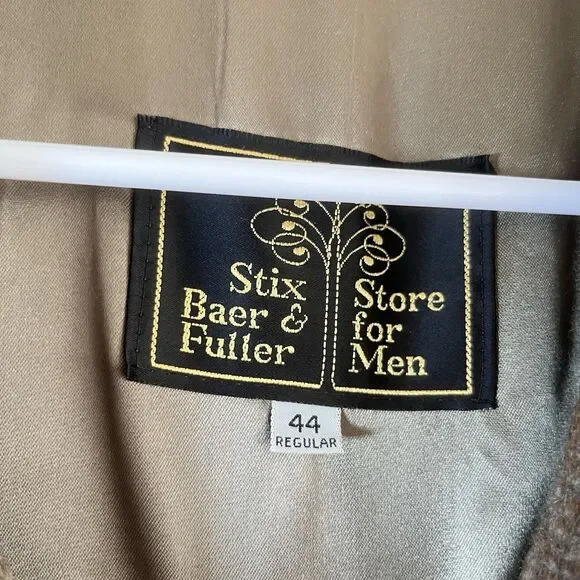 Stix
Baer &
Fuller
Store
for
Men
44
REGULAR